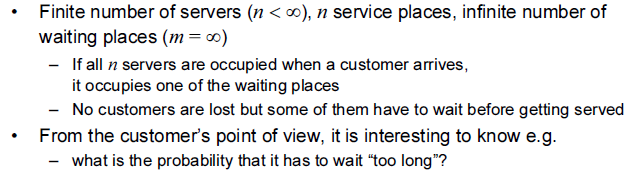 • Finite number of servers (n < ∞), n service places, infinite number of
waiting places (m = ∞)
– If all n servers are occupied when a customer arrives,
it occupies one of the waiting places
– No customers are lost but some of them have to wait before getting served
• From the customer's point of view, it is interesting to know e.g.
– what is the probability that it has to wait “too long”?